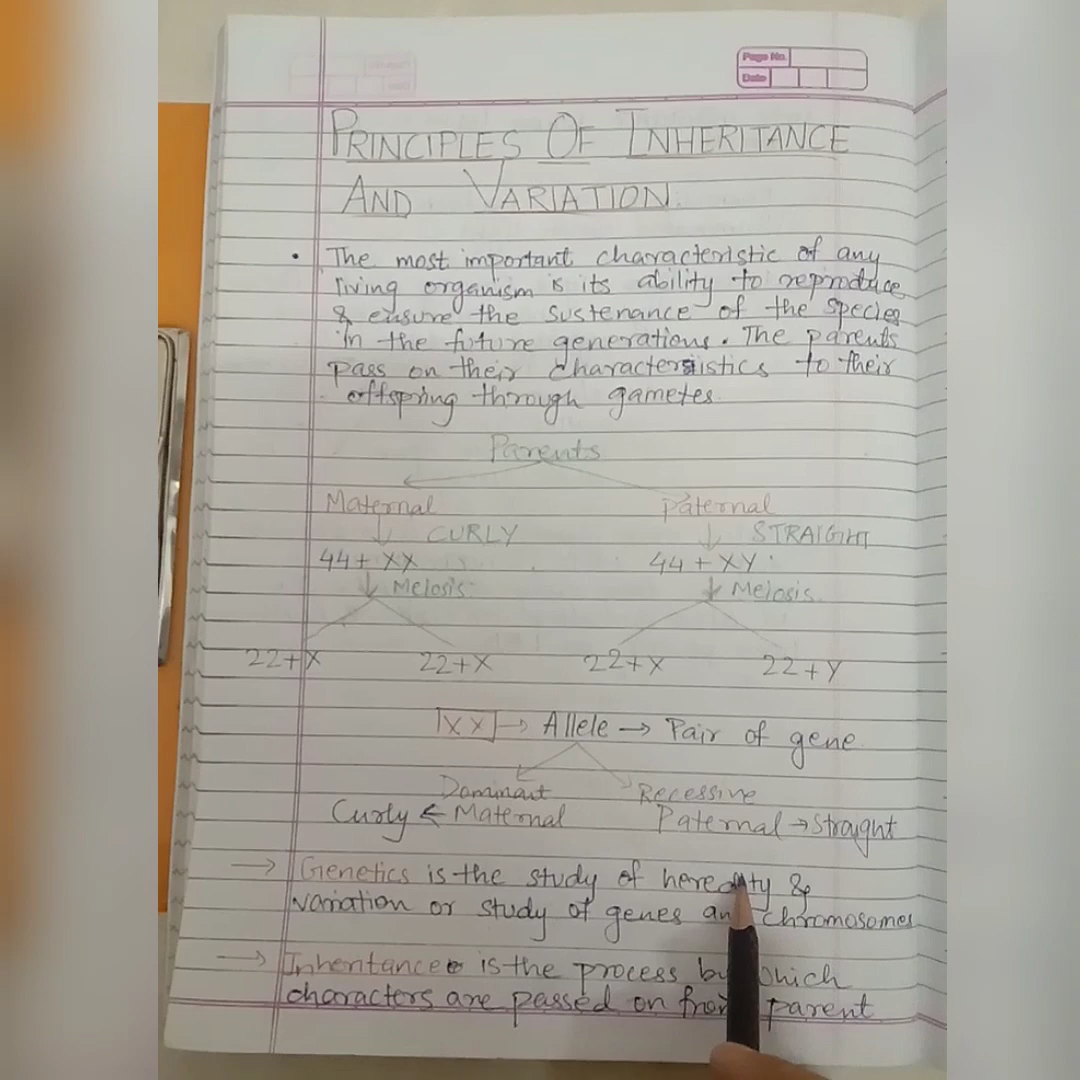 Page No.
Date
PRINCIPLES OF INHERITANCE
AND VARIATION.
• The most important characteristic of any
living organism is its ability to reproduce
& ensure the sustenance of the species
in the future generations. The parents
pass on their characteristics to their
offspring through gametes.
Parents
Maternal Paternal
CURLY STRAIGHT
44+XX 44+XY
Meiosis Meiosis
22+X 22+X 22+X 22+Y
XX → Allele → Pair of gene
Dominant Recessive
Curly ← Maternal Paternal → Straight
→ Genetics is the study of heredity &
variation or study of genes and chromosomes
→ Inheritance is the process by which
characters are passed on from parent